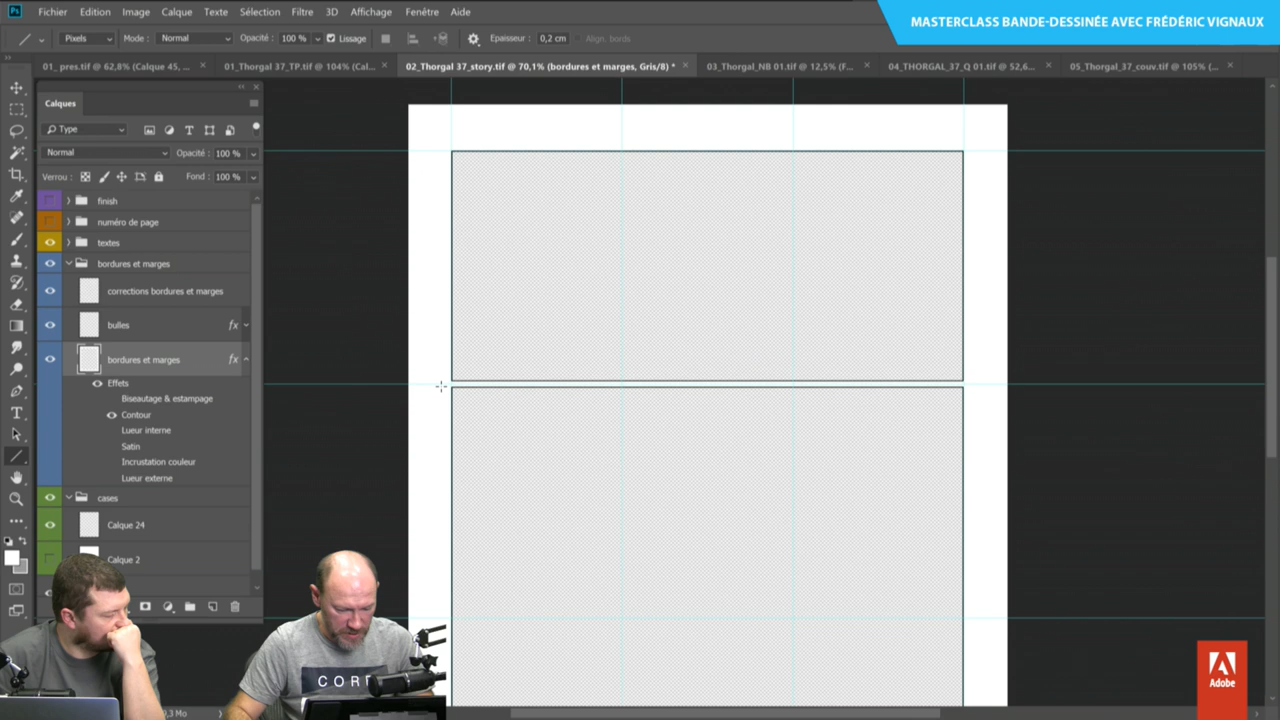 Ps Fichier Edition Image Calque Texte Sélection Filtre 3D Affichage Fenêtre Aide
MASTERCLASS BANDE-DESSINÉE AVEC FRÉDÉRIC VIGNAUX
Pixels Mode : Normal Opacité : 100 % Lissage Epaisseur : 0,2 cm Align. bords
01_ pres.tif @ 62,8% (Calque 45, ... × 01_Thorgal 37_TP.tif @ 104% (Cal... × 02_Thorgal 37_story.tif @ 70,1% (bordures et marges, Gris/8) * × 03_Thorgal_NB 01.tif @ 12,5% (F... × 04_THORGAL_37_Q 01.tif @ 52,6... × 05_Thorgal_37_couv.tif @ 105% (... ×
Calques
Type
Normal Opacité : 100 %
Verrou : Fond : 100 %
finish
numéro de page
textes
bordures et marges
corrections bordures et marges
bulles fx
bordures et marges fx
Effets
Biseautage & estampage
Contour
Lueur interne
Satin
Incrustation couleur
Lueur externe
cases
Calque 24
Calque 2
T
Adobe